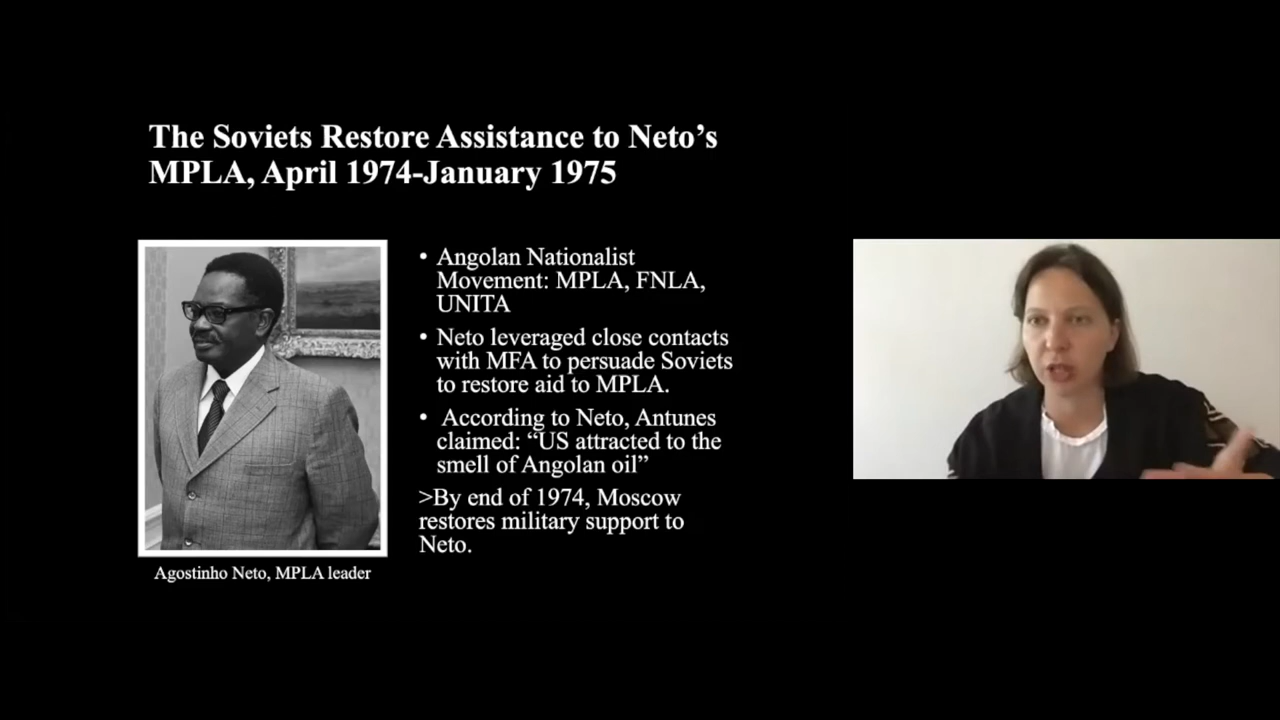 The Soviets Restore Assistance to Neto’s
MPLA, April 1974-January 1975
• Angolan Nationalist
Movement: MPLA, FNLA,
UNITA
• Neto leveraged close contacts
with MFA to persuade Soviets
to restore aid to MPLA.
• According to Neto, Antunes
claimed: “US attracted to the
smell of Angolan oil”
>By end of 1974, Moscow
restores military support to
Neto.
Agostinho Neto, MPLA leader